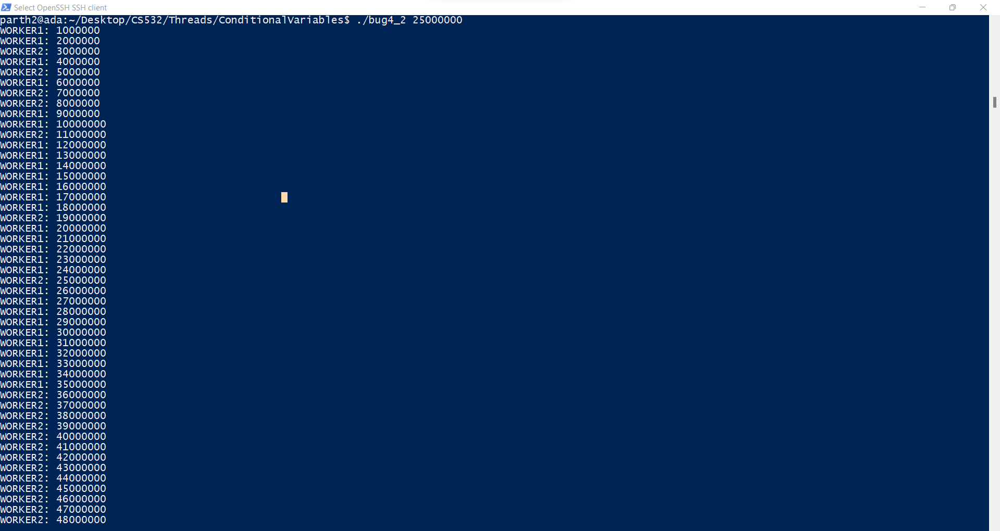 Select OpenSSH SSH client
parth2@ada:~/Desktop/CS532/Threads/ConditionalVariables$ ./bug4_2 25000000
WORKER1: 1000000
WORKER1: 2000000
WORKER2: 3000000
WORKER1: 4000000
WORKER2: 5000000
WORKER1: 6000000
WORKER2: 7000000
WORKER2: 8000000
WORKER1: 9000000
WORKER1: 10000000
WORKER2: 11000000
WORKER1: 12000000
WORKER1: 13000000
WORKER1: 14000000
WORKER1: 15000000
WORKER1: 16000000
WORKER1: 17000000
WORKER1: 18000000
WORKER2: 19000000
WORKER1: 20000000
WORKER1: 21000000
WORKER1: 22000000
WORKER1: 23000000
WORKER1: 24000000
WORKER2: 25000000
WORKER1: 26000000
WORKER1: 27000000
WORKER1: 28000000
WORKER1: 29000000
WORKER1: 30000000
WORKER1: 31000000
WORKER1: 32000000
WORKER1: 33000000
WORKER1: 34000000
WORKER1: 35000000
WORKER2: 36000000
WORKER2: 37000000
WORKER2: 38000000
WORKER2: 39000000
WORKER2: 40000000
WORKER2: 41000000
WORKER2: 42000000
WORKER2: 43000000
WORKER2: 44000000
WORKER2: 45000000
WORKER2: 46000000
WORKER2: 47000000
WORKER2: 48000000